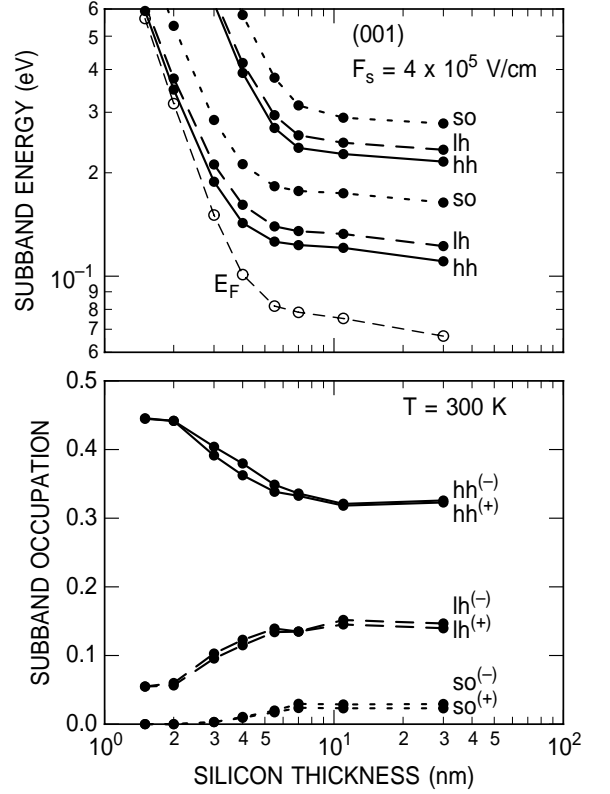 6
5
4
3
2
10⁻¹
9
8
7
6
SUBBAND ENERGY (eV)
(001)
Fₛ = 4 x 10⁵ V/cm
so
lh
hh
so
lh
hh
E_F
0.5
0.4
0.3
0.2
0.1
0.0
SUBBAND OCCUPATION
T = 300 K
hh⁽⁻⁾
hh⁽⁺⁾
lh⁽⁻⁾
lh⁽⁺⁾
so⁽⁻⁾
so⁽⁺⁾
10⁰ 2 3 4 5 10¹ 2 3 4 5 10²
SILICON THICKNESS (nm)